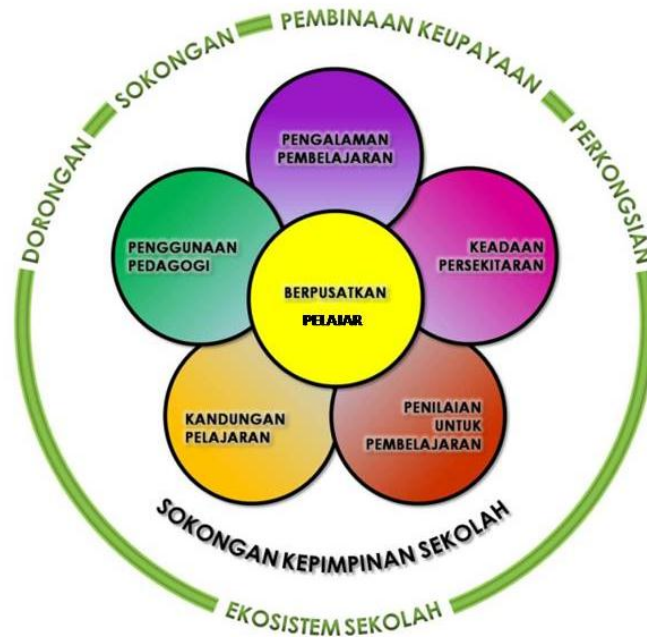 DORONGAN
SOKONGAN
PEMBINAAN KEUPAYAAN
PERKONGSIAN
PENGALAMAN
PEMBELAJARAN
PENGGUNAAN
PEDAGOGI
KEADAAN
PERSEKITARAN
BERPUSATKAN
PELAJAR
KANDUNGAN
PELAJARAN
PENILAIAN
UNTUK
PEMBELAJARAN
SOKONGAN KEPIMPINAN SEKOLAH
EKOSISTEM SEKOLAH